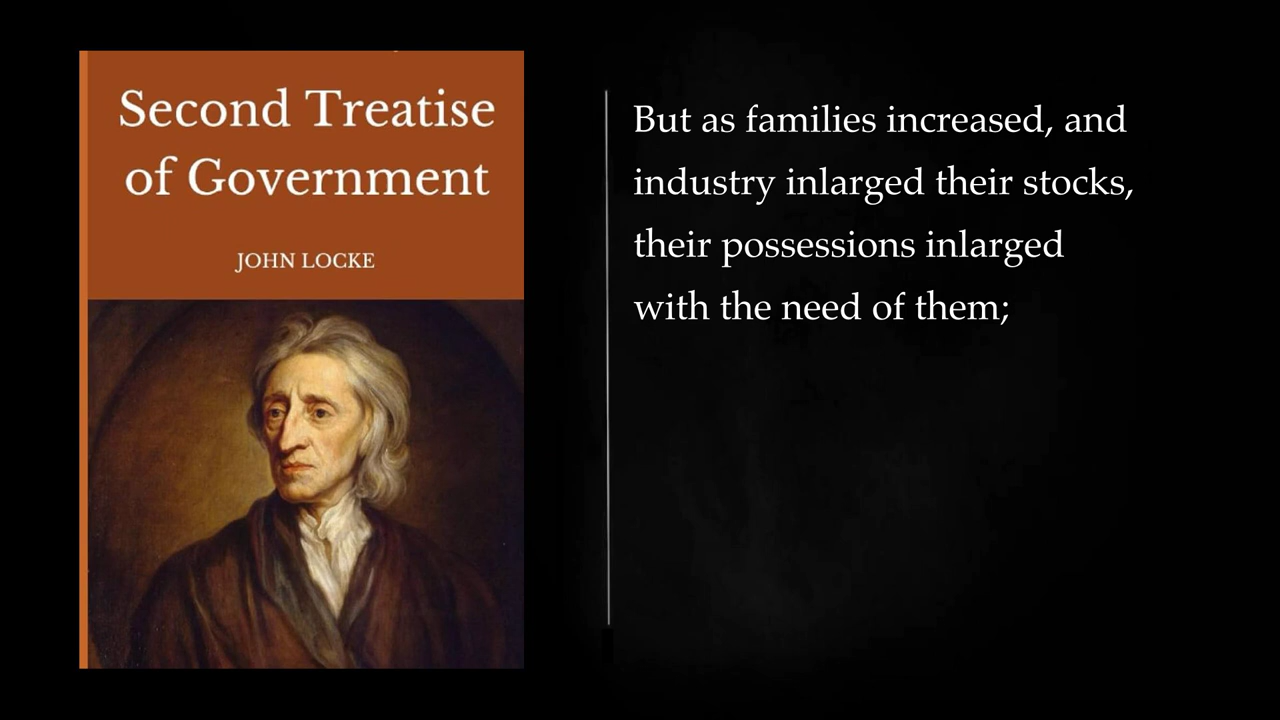 Second Treatise
of Government
JOHN LOCKE
But as families increased, and
industry inlarged their stocks,
their possessions inlarged
with the need of them;